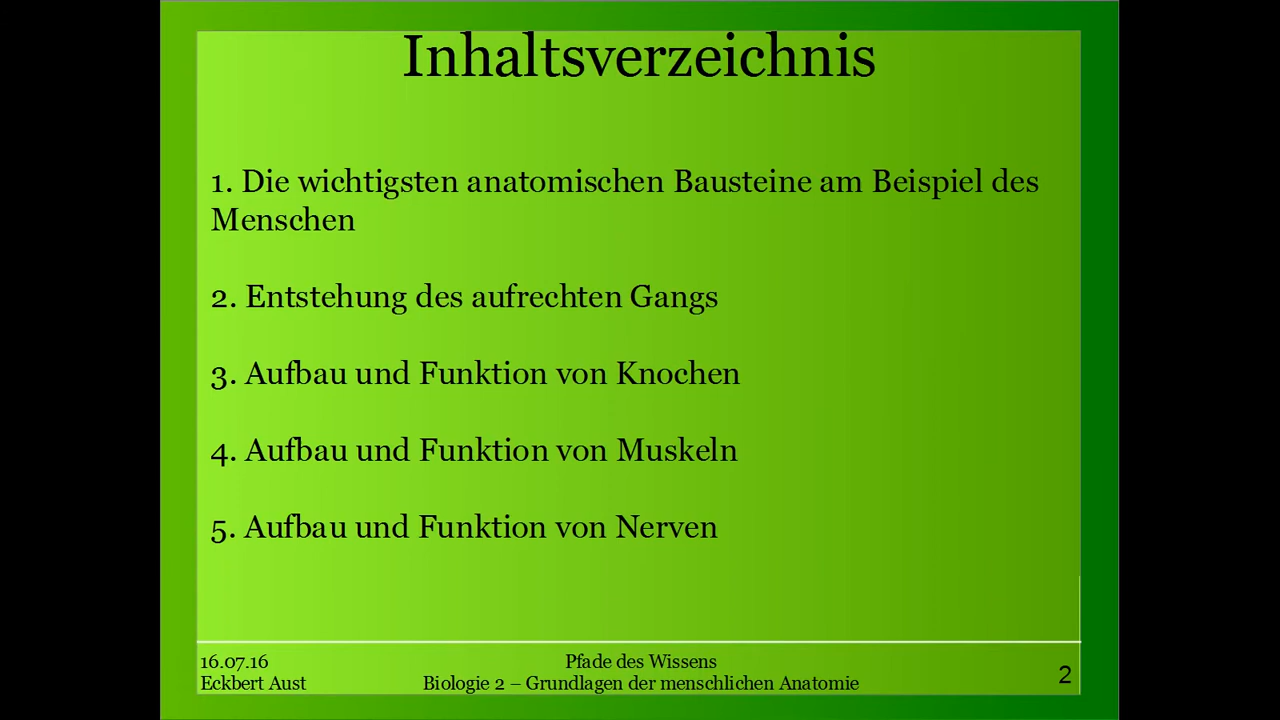 Inhaltsverzeichnis
1. Die wichtigsten anatomischen Bausteine am Beispiel des
Menschen
2. Entstehung des aufrechten Gangs
3. Aufbau und Funktion von Knochen
4. Aufbau und Funktion von Muskeln
5. Aufbau und Funktion von Nerven
16.07.16
Eckbert Aust
Pfade des Wissens
Biologie 2 – Grundlagen der menschlichen Anatomie
2